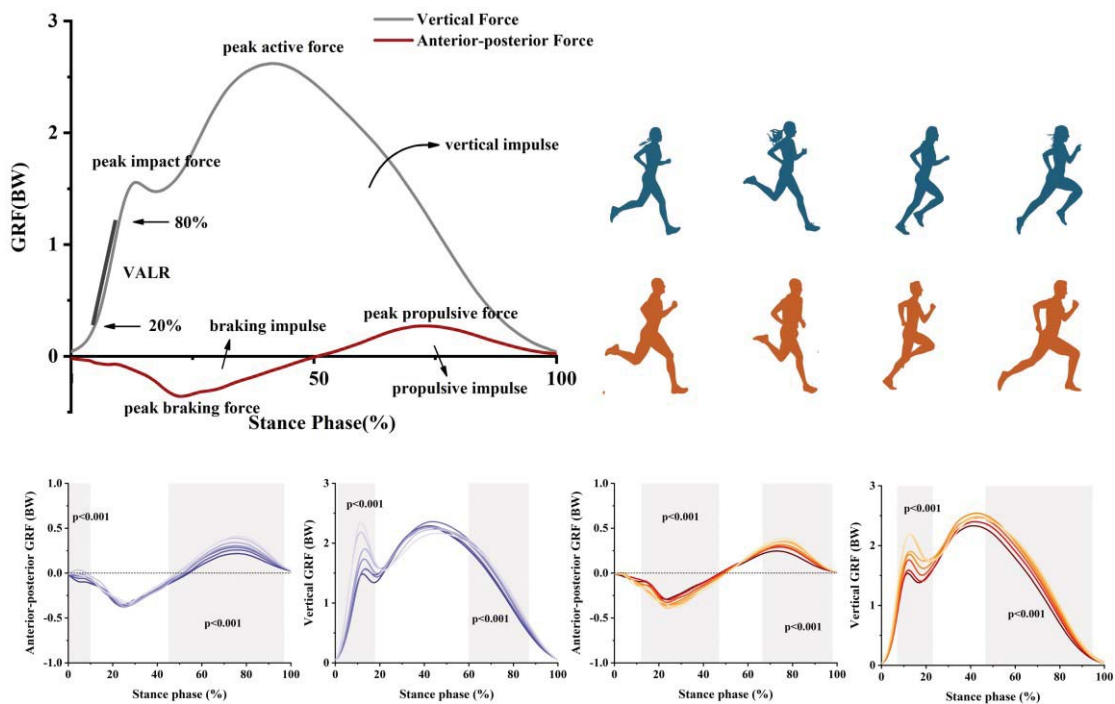 Vertical Force
Anterior-posterior Force
3
2
1
0
GRF(BW)
peak active force
peak impact force
vertical impulse
80%
VALR
20%
braking impulse
peak propulsive force
50
100
peak braking force
propulsive impulse
Stance Phase(%)
1.0
0.5
0.0
-0.5
-1.0
Anterior-posterior GRF (BW)
p<0.001
p<0.001
0 20 40 60 80 100
Stance phase (%)
3
2
1
0
Vertical GRF (BW)
p<0.001
p<0.001
0 20 40 60 80 100
Stance phase (%)
1.0
0.5
0.0
-0.5
-1.0
Anterior-posterior GRF (BW)
p<0.001
p<0.001
0 20 40 60 80 100
Stance phase (%)
3
2
1
0
Vertical GRF (BW)
p<0.001
p<0.001
0 20 40 60 80 100
Stance phase (%)